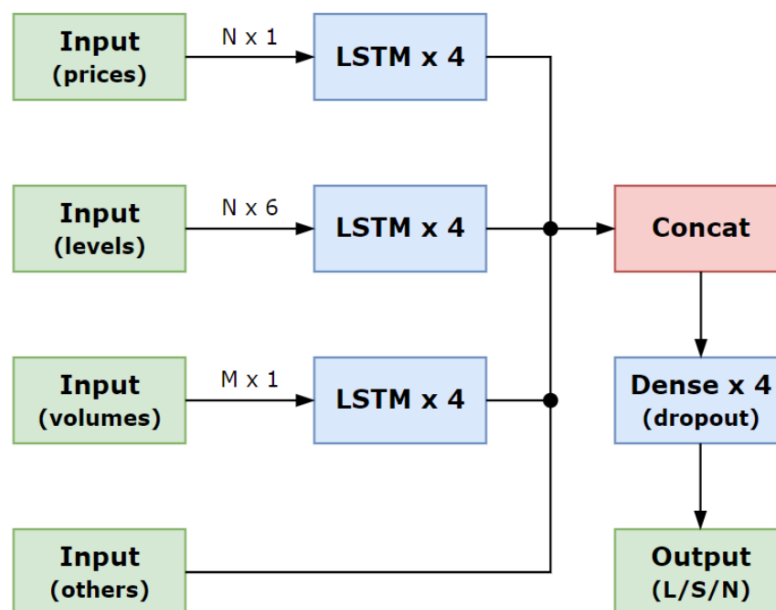 Input
(prices)
N x 1
LSTM x 4
Input
(levels)
N x 6
LSTM x 4
Concat
Input
(volumes)
M x 1
LSTM x 4
Dense x 4
(dropout)
Input
(others)
Output
(L/S/N)